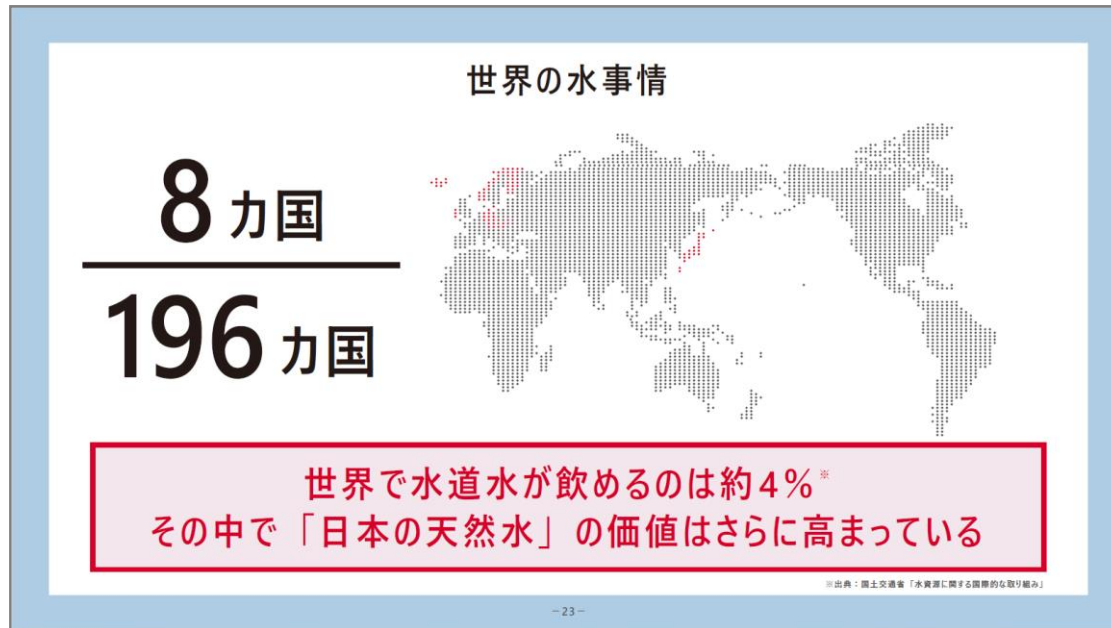 世界の水事情
8カ国
196カ国
世界で水道水が飲めるのは約4%※
その中で「日本の天然水」の価値はさらに高まっている
※出典：国土交通省「水資源に関する国際的な取り組み」
－23－